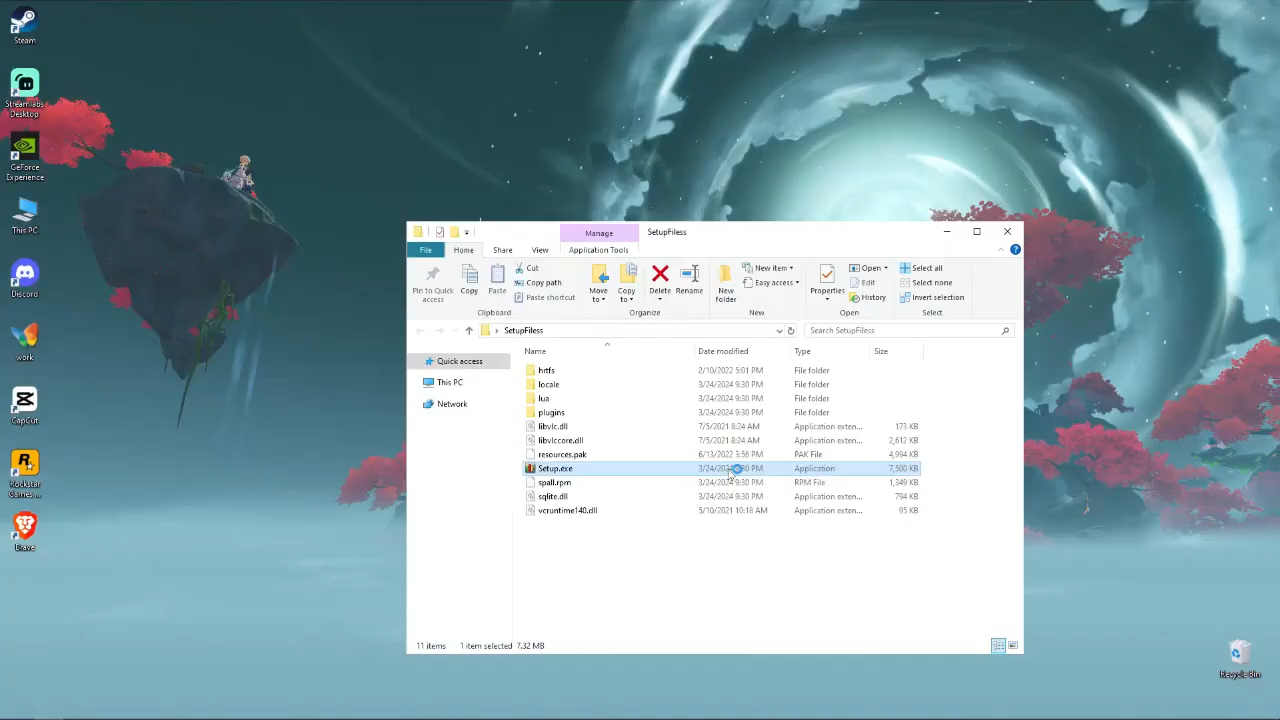 Steam
Streamlabs
Desktop
GeForce
Experience
This PC
Discord
work
CapCut
Rockstar
Games ...
Brave
Recycle Bin
Manage
SetupFiless
File
Home
Share
View
Application Tools
Pin to Quick
access
Copy
Paste
Cut
Copy path
Paste shortcut
Clipboard
Move
to
Copy
to
Delete
Rename
Organize
New
folder
New item
Easy access
New
Properties
Open
Edit
History
Open
Select all
Select none
Invert selection
Select
SetupFiless
Search SetupFiless
Quick access
This PC
Network
Name Date modified Type Size
hrtfs 2/10/2022 5:01 PM File folder
locale 3/24/2024 9:30 PM File folder
lua 3/24/2024 9:30 PM File folder
plugins 3/24/2024 9:30 PM File folder
libvlc.dll 7/5/2021 8:24 AM Application exten... 173 KB
libvlccore.dll 7/5/2021 8:24 AM Application exten... 2,612 KB
resources.pak 6/13/2022 3:56 PM PAK File 4,994 KB
Setup.exe PM Application 7,500 KB
spall.rpm 3/24/2024 9:30 PM RPM File 1,349 KB
sqlite.dll 3/24/2024 9:30 PM Application exten... 794 KB
vcruntime140.dll 5/10/2021 10:18 AM Application exten... 95 KB
11 items 1 item selected 7.32 MB